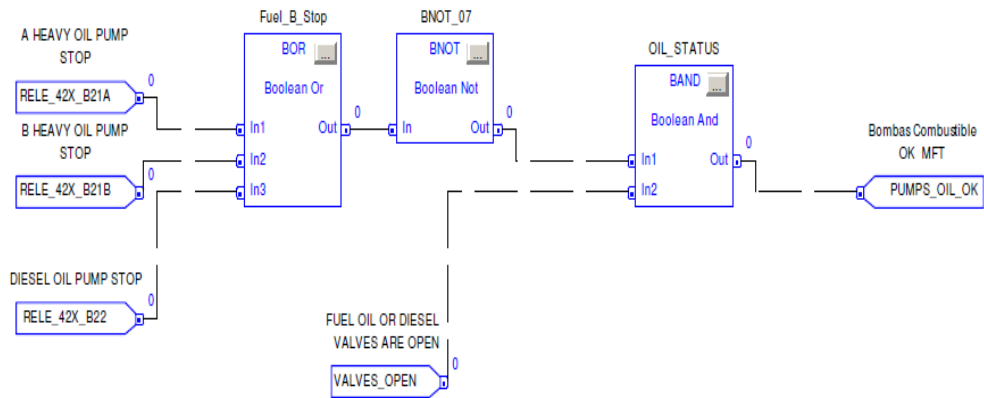 A HEAVY OIL PUMP
STOP
RELE_42X_B21A
0
B HEAVY OIL PUMP
STOP
RELE_42X_B21B
0
DIESEL OIL PUMP STOP
RELE_42X_B22
0
Fuel_B_Stop
BOR ...
Boolean Or
In1 Out
0
In2
In3
BNOT_07
BNOT ...
Boolean Not
In Out
0
FUEL OIL OR DIESEL
VALVES ARE OPEN
VALVES_OPEN
0
OIL_STATUS
BAND ...
Boolean And
In1 Out
0
In2
Bombas Combustible
OK MFT
PUMPS_OIL_OK